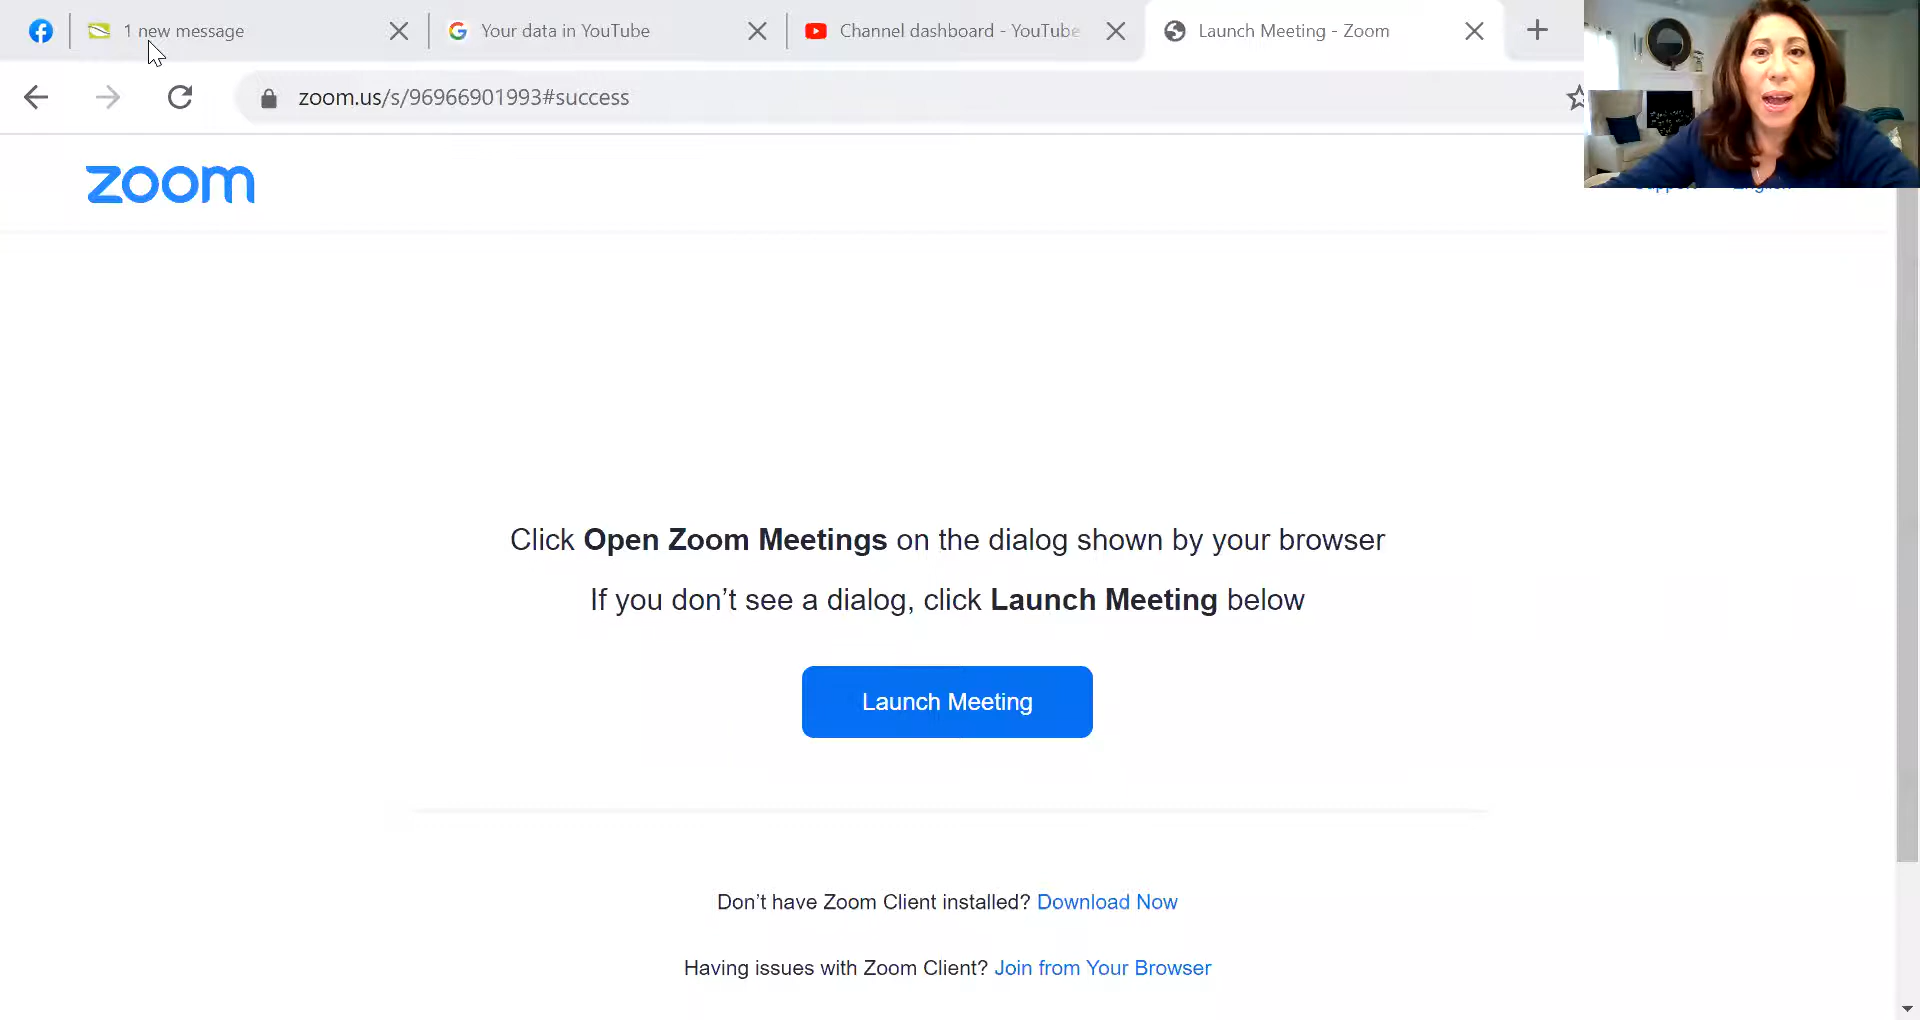 1 new message
Your data in YouTube
Channel dashboard - YouTube
Launch Meeting - Zoom
zoom.us/s/96966901993#success
zoom
Click Open Zoom Meetings on the dialog shown by your browser
If you don’t see a dialog, click Launch Meeting below
Launch Meeting
Don’t have Zoom Client installed? Download Now
Having issues with Zoom Client? Join from Your Browser